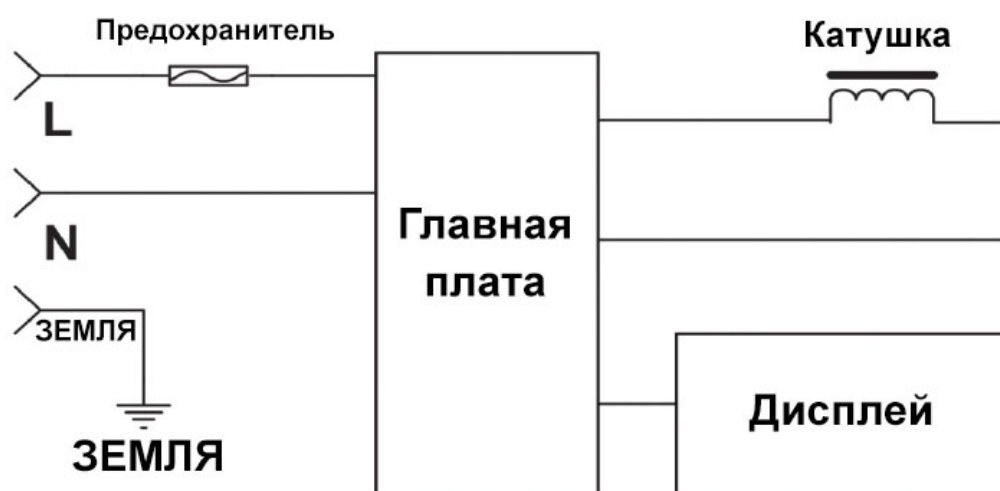 Предохранитель
Катушка
L
N
Главная
плата
ЗЕМЛЯ
Дисплей
ЗЕМЛЯ